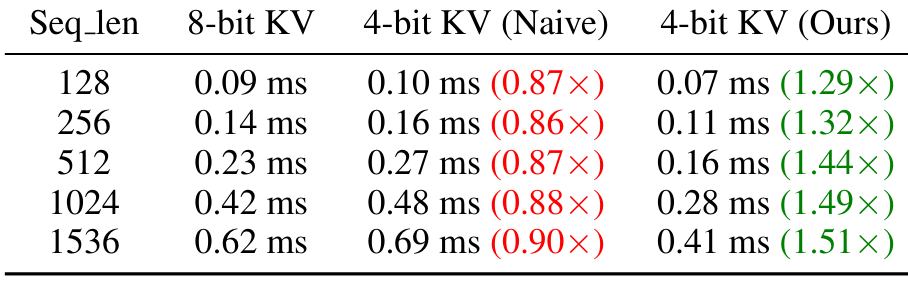 Seq_len 8-bit KV 4-bit KV (Naive) 4-bit KV (Ours)
128 0.09 ms 0.10 ms (0.87×) 0.07 ms (1.29×)
256 0.14 ms 0.16 ms (0.86×) 0.11 ms (1.32×)
512 0.23 ms 0.27 ms (0.87×) 0.16 ms (1.44×)
1024 0.42 ms 0.48 ms (0.88×) 0.28 ms (1.49×)
1536 0.62 ms 0.69 ms (0.90×) 0.41 ms (1.51×)